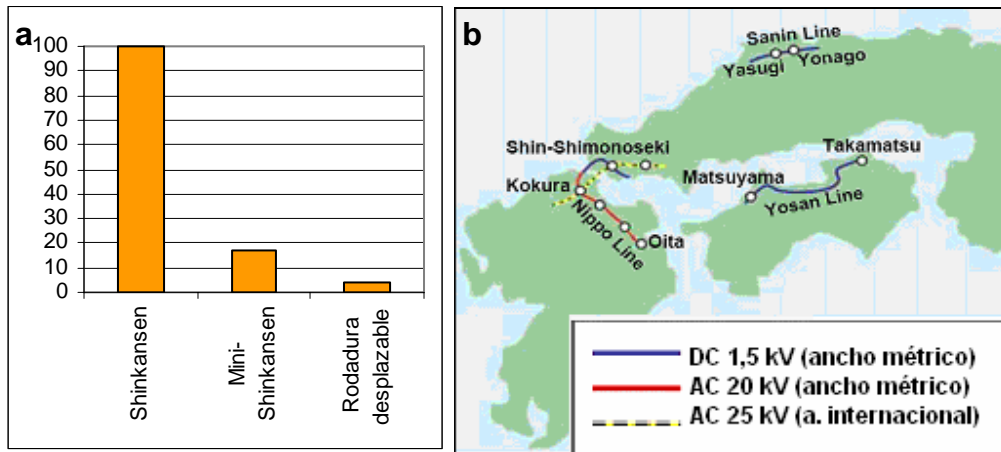 a
100
90
80
70
60
50
40
30
20
10
0
Shinkansen
Mini-
Shinkansen
Rodadura
desplazable
b
Sanin Line
Yasugi
Yonago
Shin-Shimonoseki
Takamatsu
Matsuyama
Kokura
Yosan Line
Nippo Line
Oita
DC 1,5 kV (ancho métrico)
AC 20 kV (ancho métrico)
AC 25 kV (a. internacional)